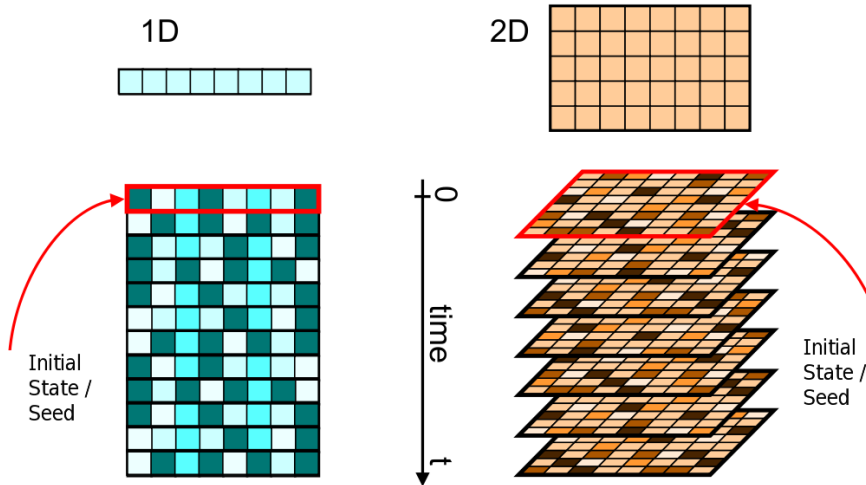 1D
2D
0
time
t
Initial
State /
Seed
Initial
State /
Seed